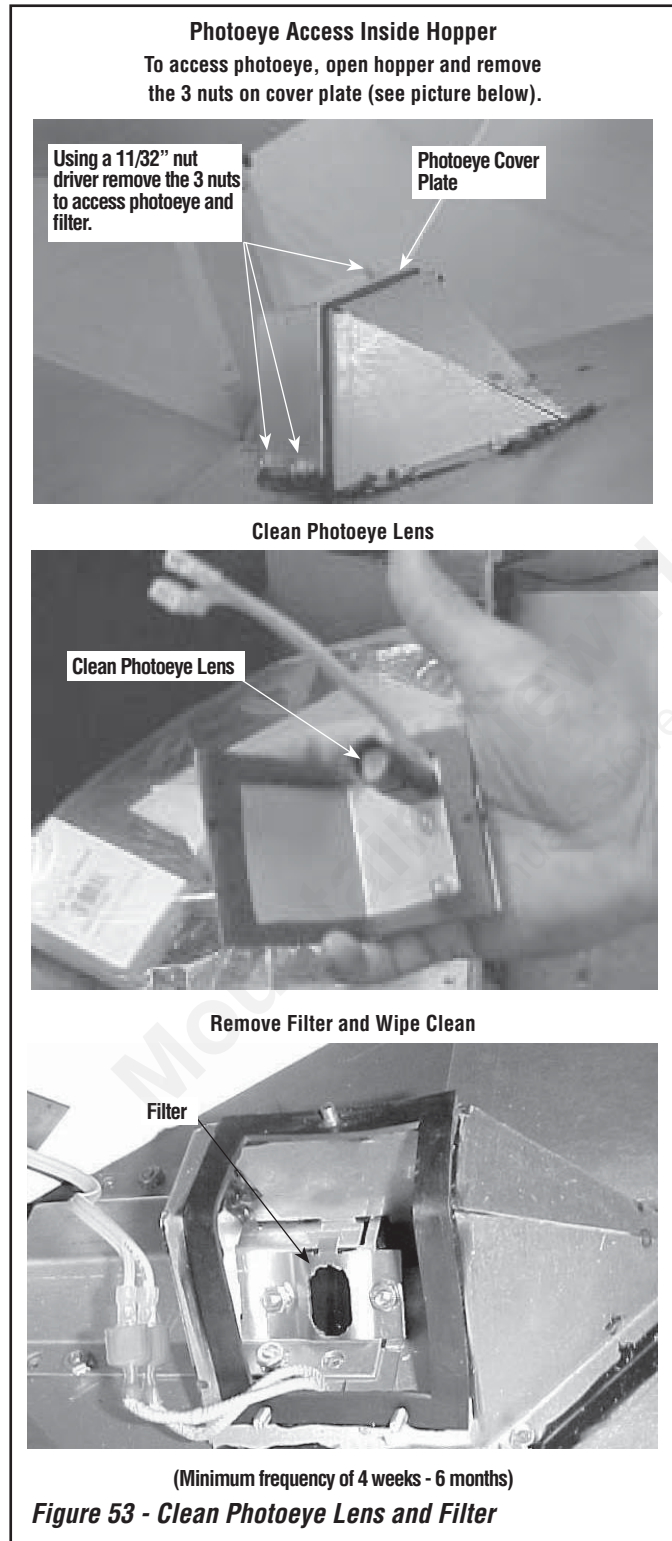 Photoeye Access Inside Hopper
To access photoeye, open hopper and remove
the 3 nuts on cover plate (see picture below).
Using a 11/32” nut
driver remove the 3 nuts
to access photoeye and
filter.
Photoeye Cover
Plate
Clean Photoeye Lens
Clean Photoeye Lens
Remove Filter and Wipe Clean
Filter
(Minimum frequency of 4 weeks - 6 months)
Figure 53 - Clean Photoeye Lens and Filter